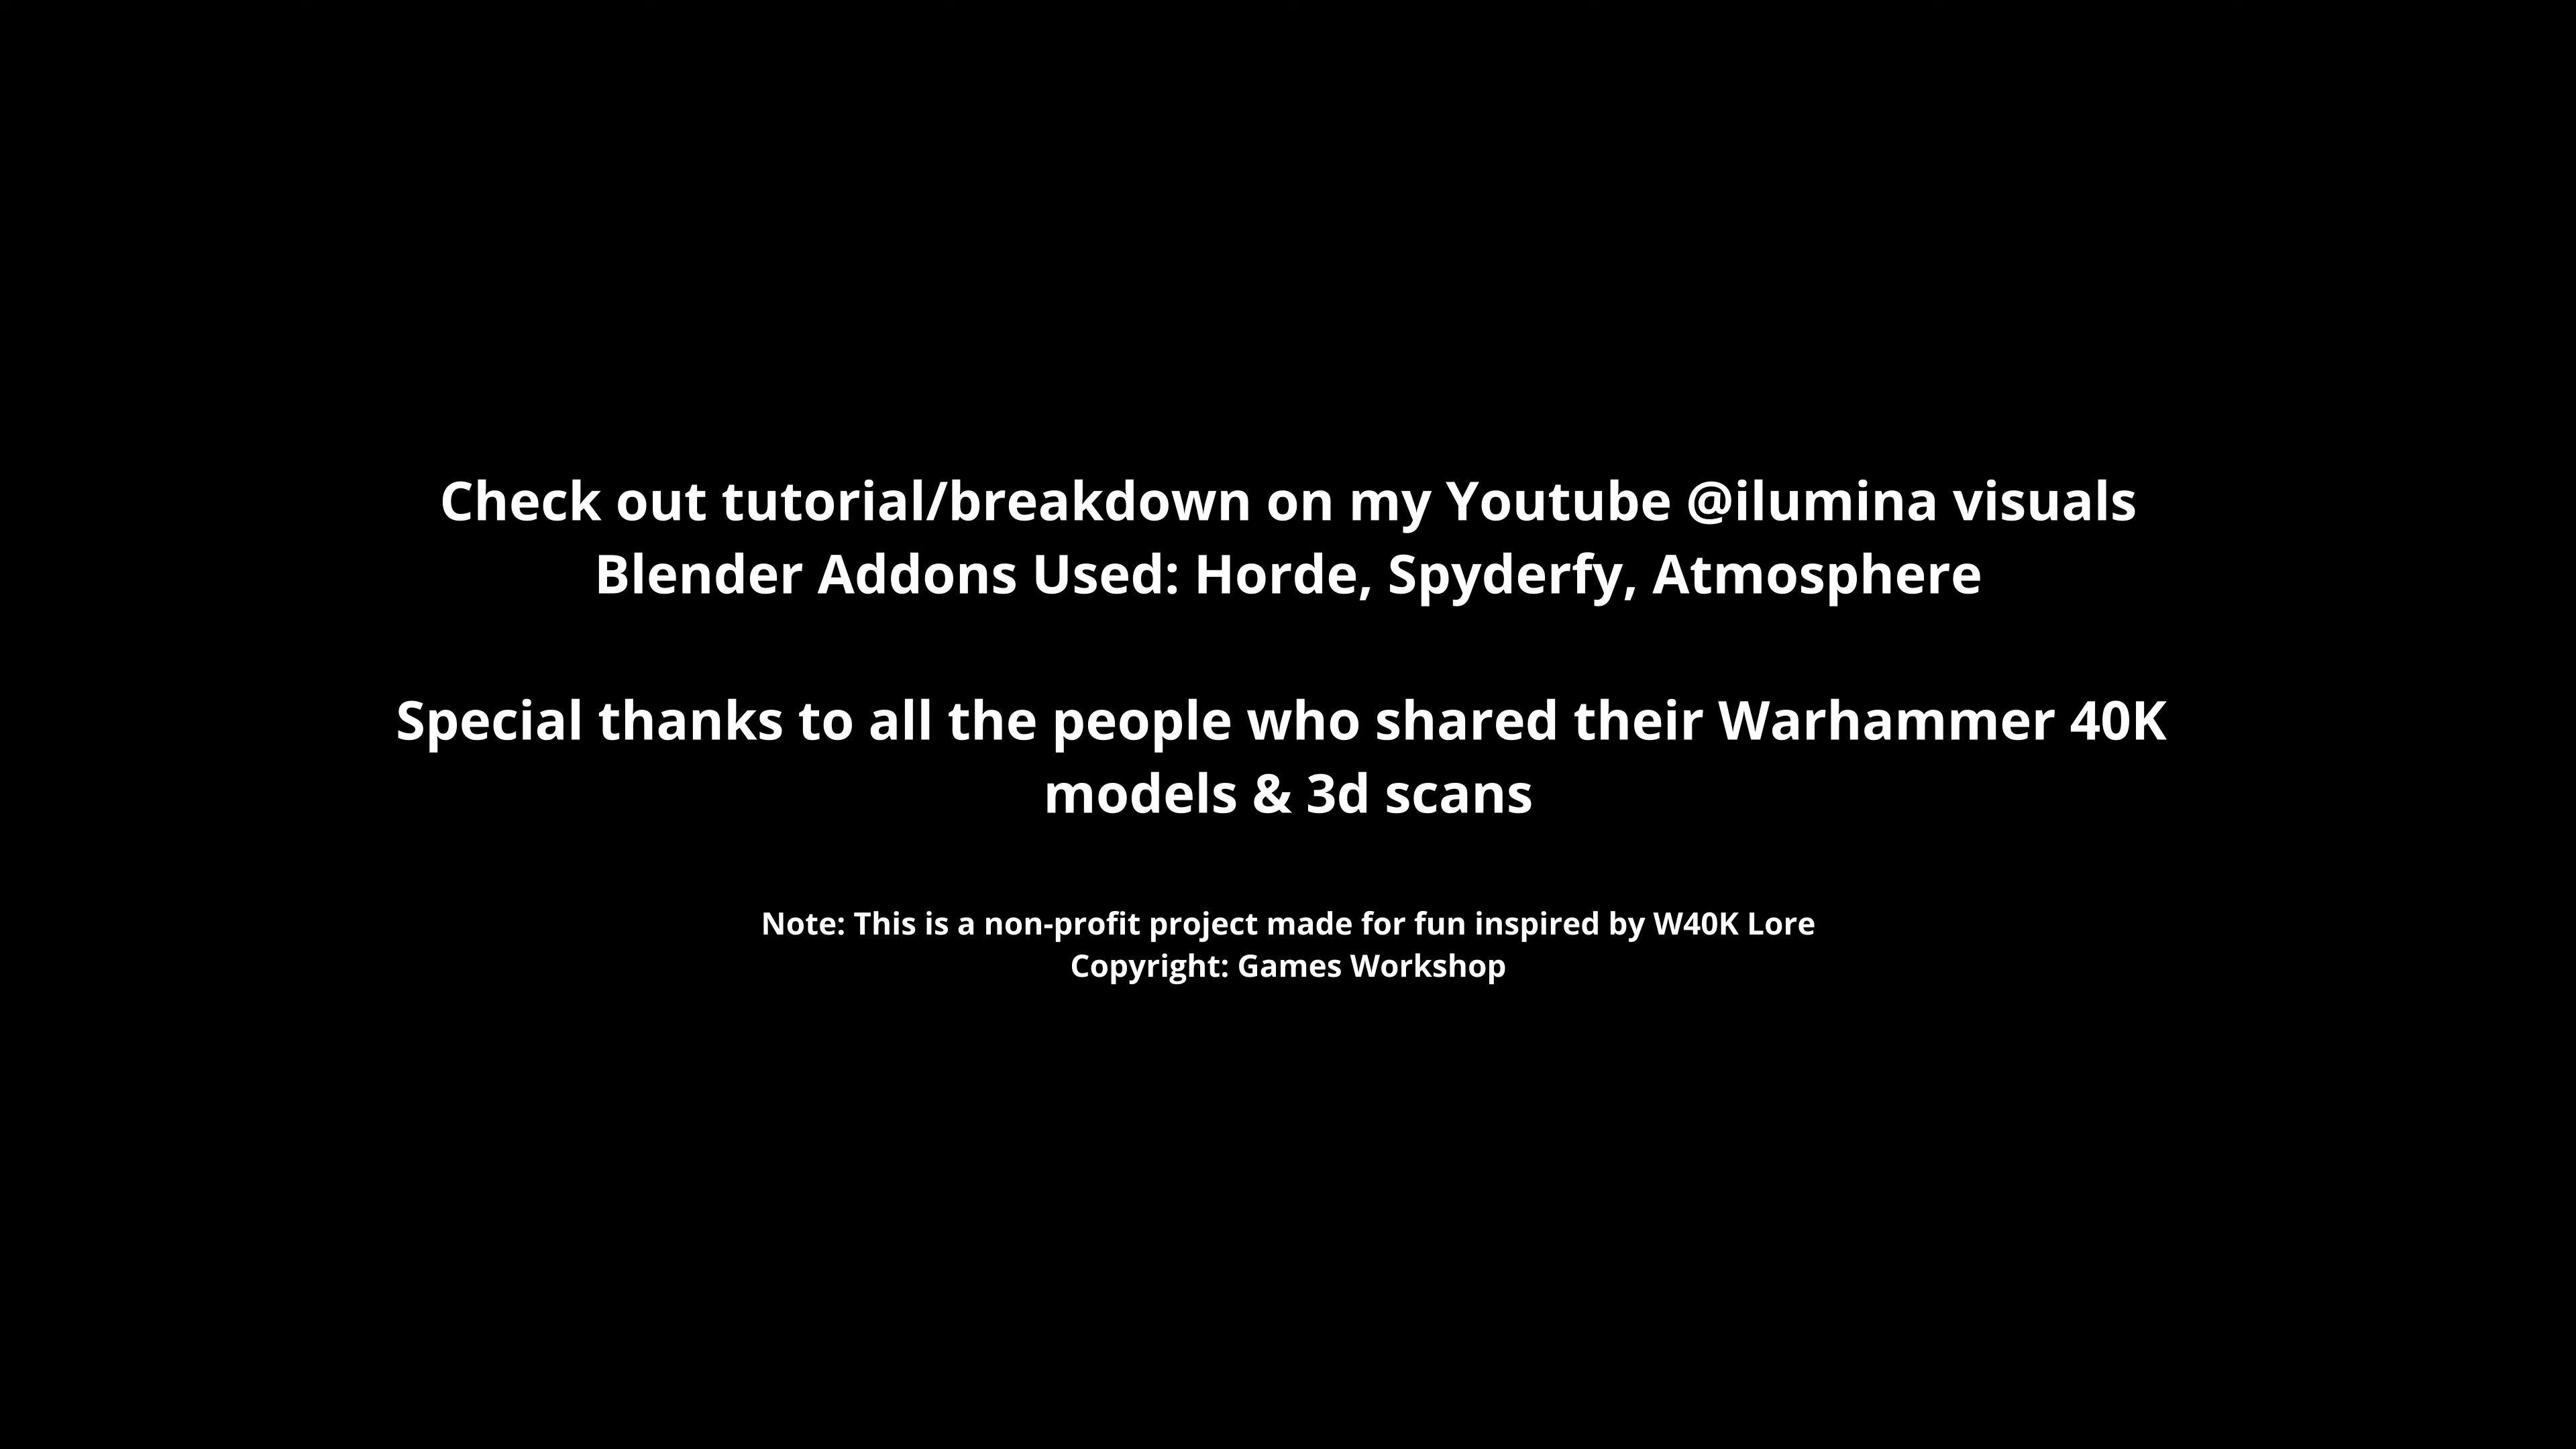 Check out tutorial/breakdown on my Youtube @ilumina visuals
Blender Addons Used: Horde, Spyderfy, Atmosphere
Special thanks to all the people who shared their Warhammer 40K
models & 3d scans
Note: This is a non-profit project made for fun inspired by W40K Lore
Copyright: Games Workshop